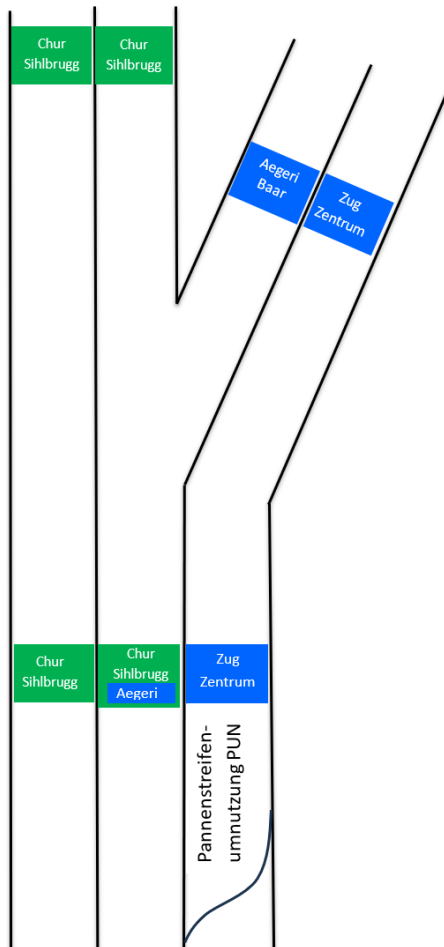 Chur
Sihlbrugg
Chur
Sihlbrugg
Aegeri
Baar
Zug
Zentrum
Chur
Sihlbrugg
Chur
Sihlbrugg
Aegeri
Zug
Zentrum
Pannenstreifen-
umnutzung PUN